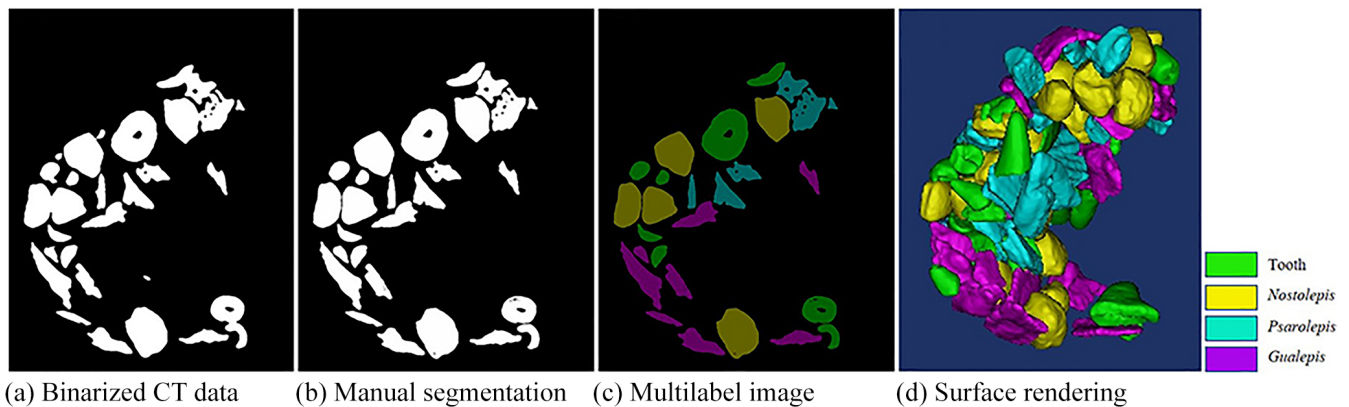 Tooth
Nostolepis
Psarolepis
Gualepis
(a) Binarized CT data
(b) Manual segmentation
(c) Multilabel image
(d) Surface rendering